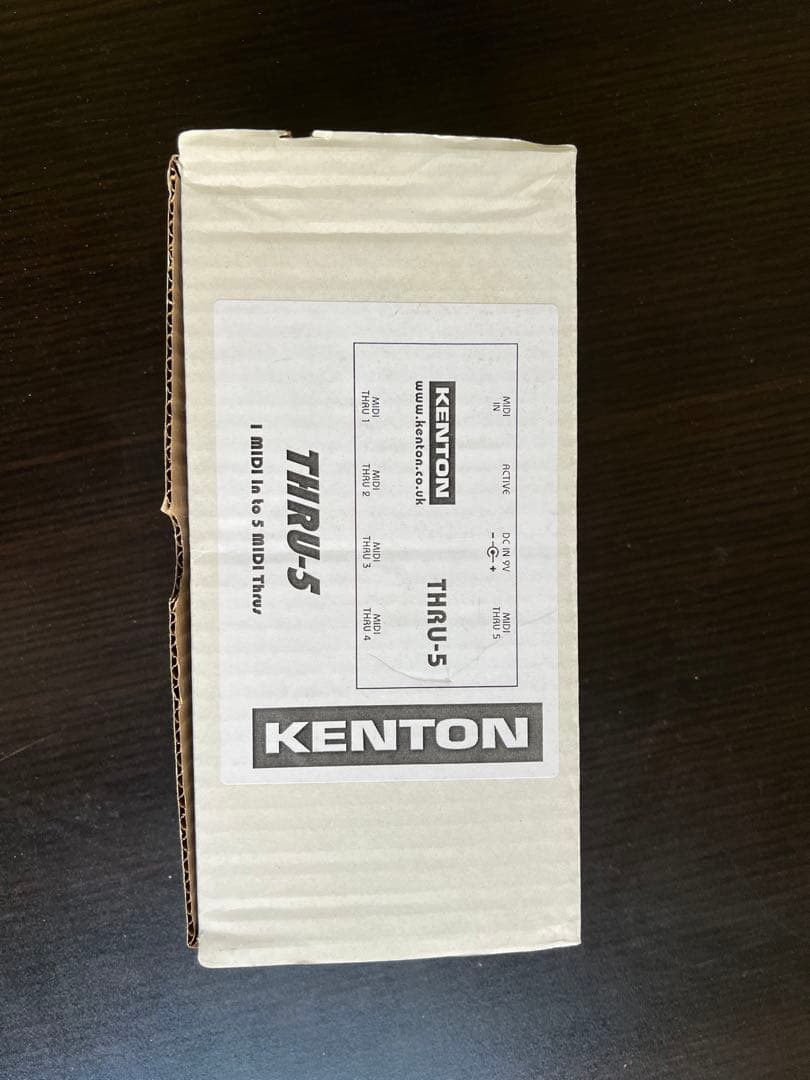 MIDI IN
ACTIVE
DC IN 9V
- +
MIDI THRU 5
KENTON
www.kenton.co.uk
THRU-5
MIDI THRU 1
MIDI THRU 2
MIDI THRU 3
MIDI THRU 4
THRU-5
1 MIDI In to 5 MIDI Thrus
KENTON